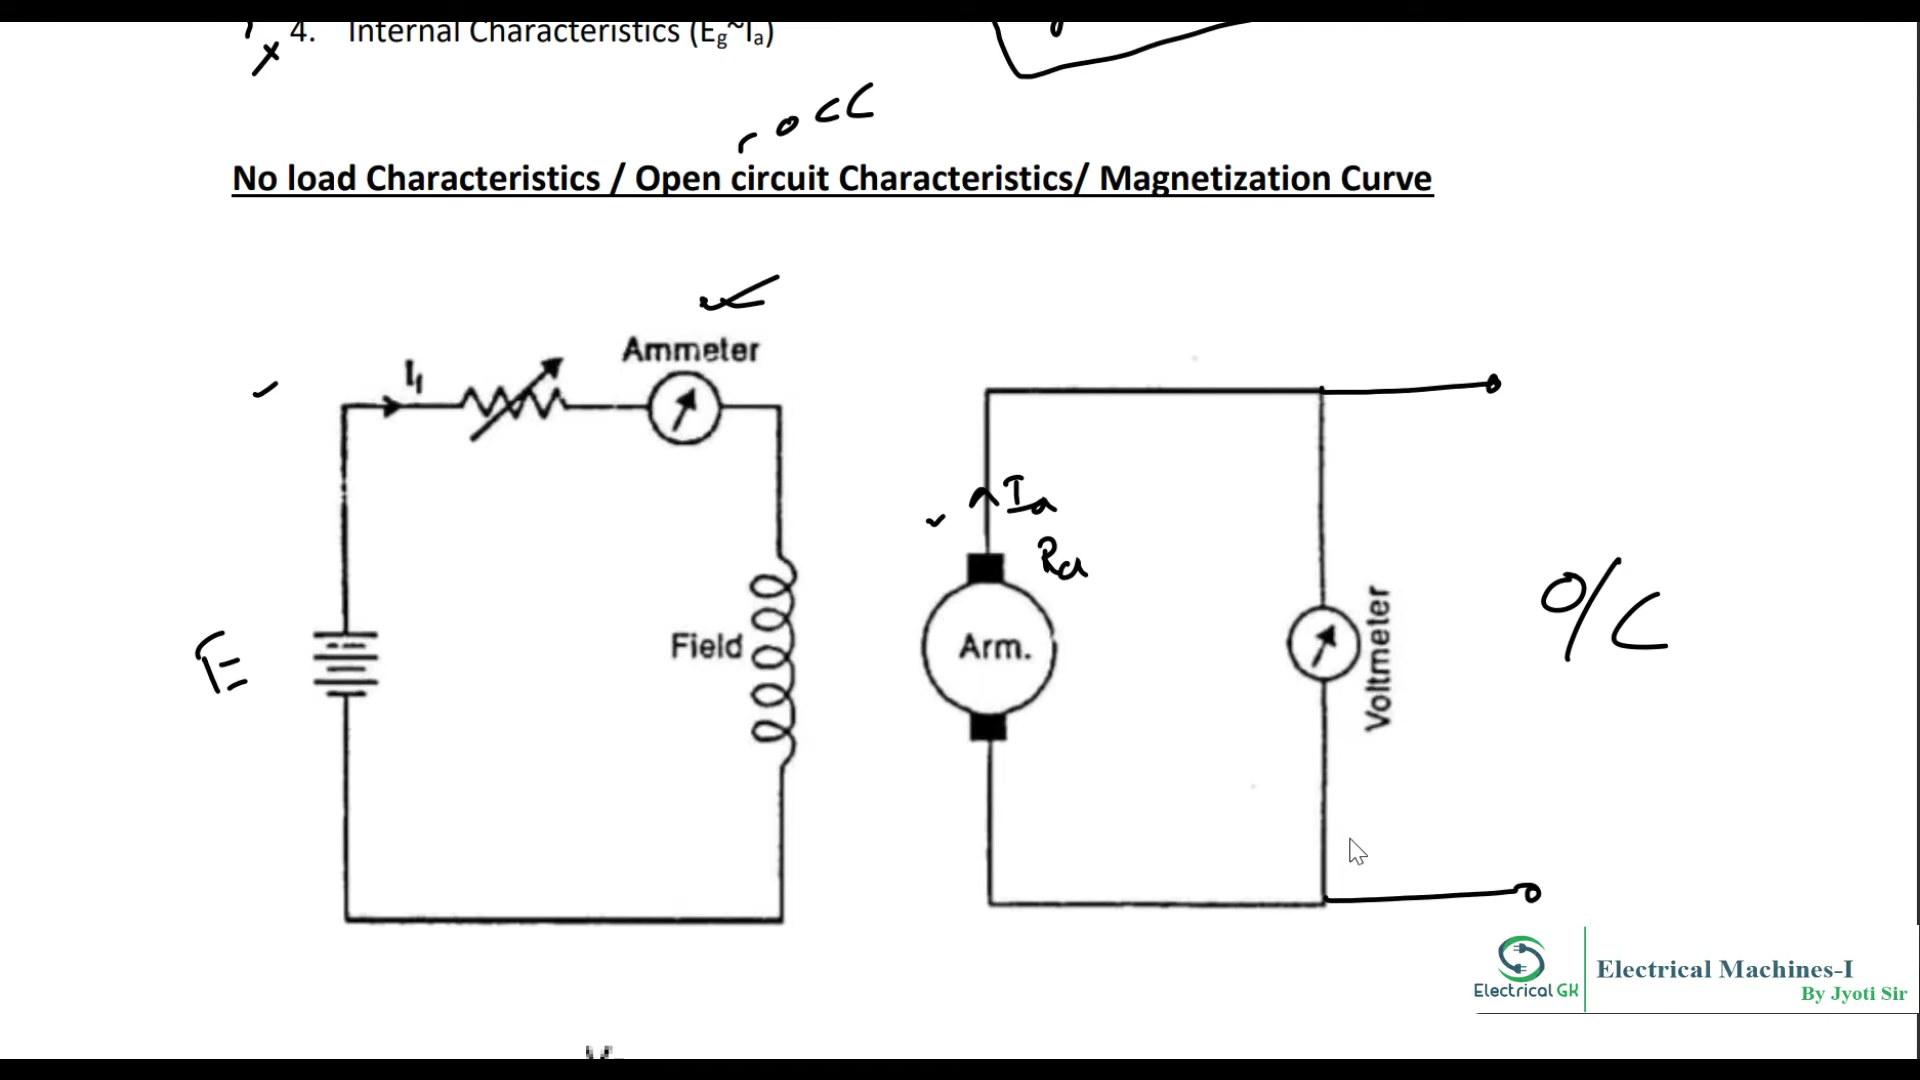 4. Internal Characteristics (Eg~Ia)
OCC
No load Characteristics / Open circuit Characteristics/ Magnetization Curve
Ammeter
If
Ia
Ra
E
Field
Arm.
Voltmeter
O/C
Electrical GK
Electrical Machines-I
By Jyoti Sir